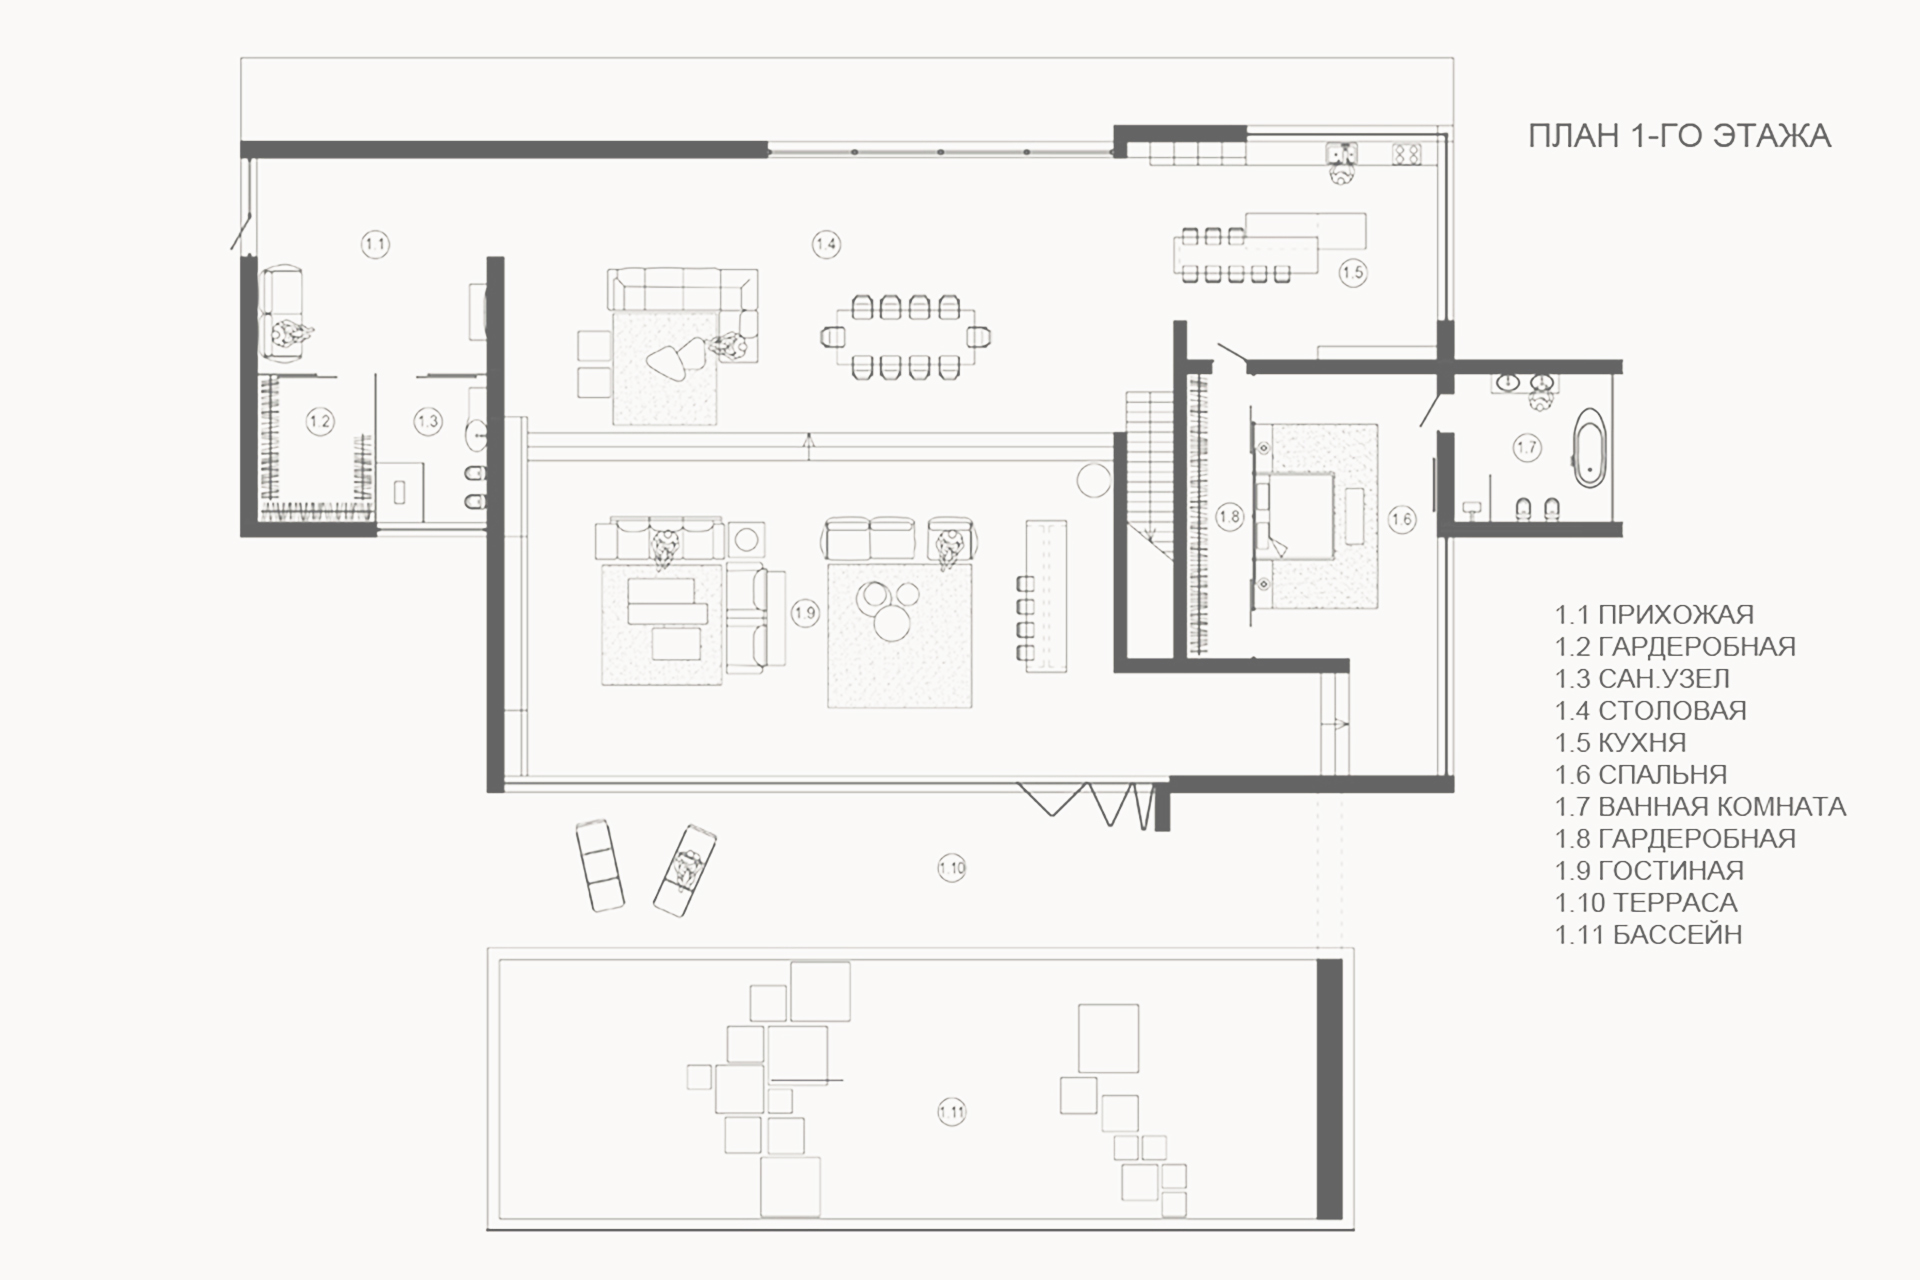 ПЛАН 1-ГО ЭТАЖА
1.1
1.4
1.5
1.2
1.3
1.7
1.8
1.6
1.9
1.10
1.11
1.1 ПРИХОЖАЯ
1.2 ГАРДЕРОБНАЯ
1.3 САН.УЗЕЛ
1.4 СТОЛОВАЯ
1.5 КУХНЯ
1.6 СПАЛЬНЯ
1.7 ВАННАЯ КОМНАТА
1.8 ГАРДЕРОБНАЯ
1.9 ГОСТИНАЯ
1.10 ТЕРРАСА
1.11 БАССЕЙН